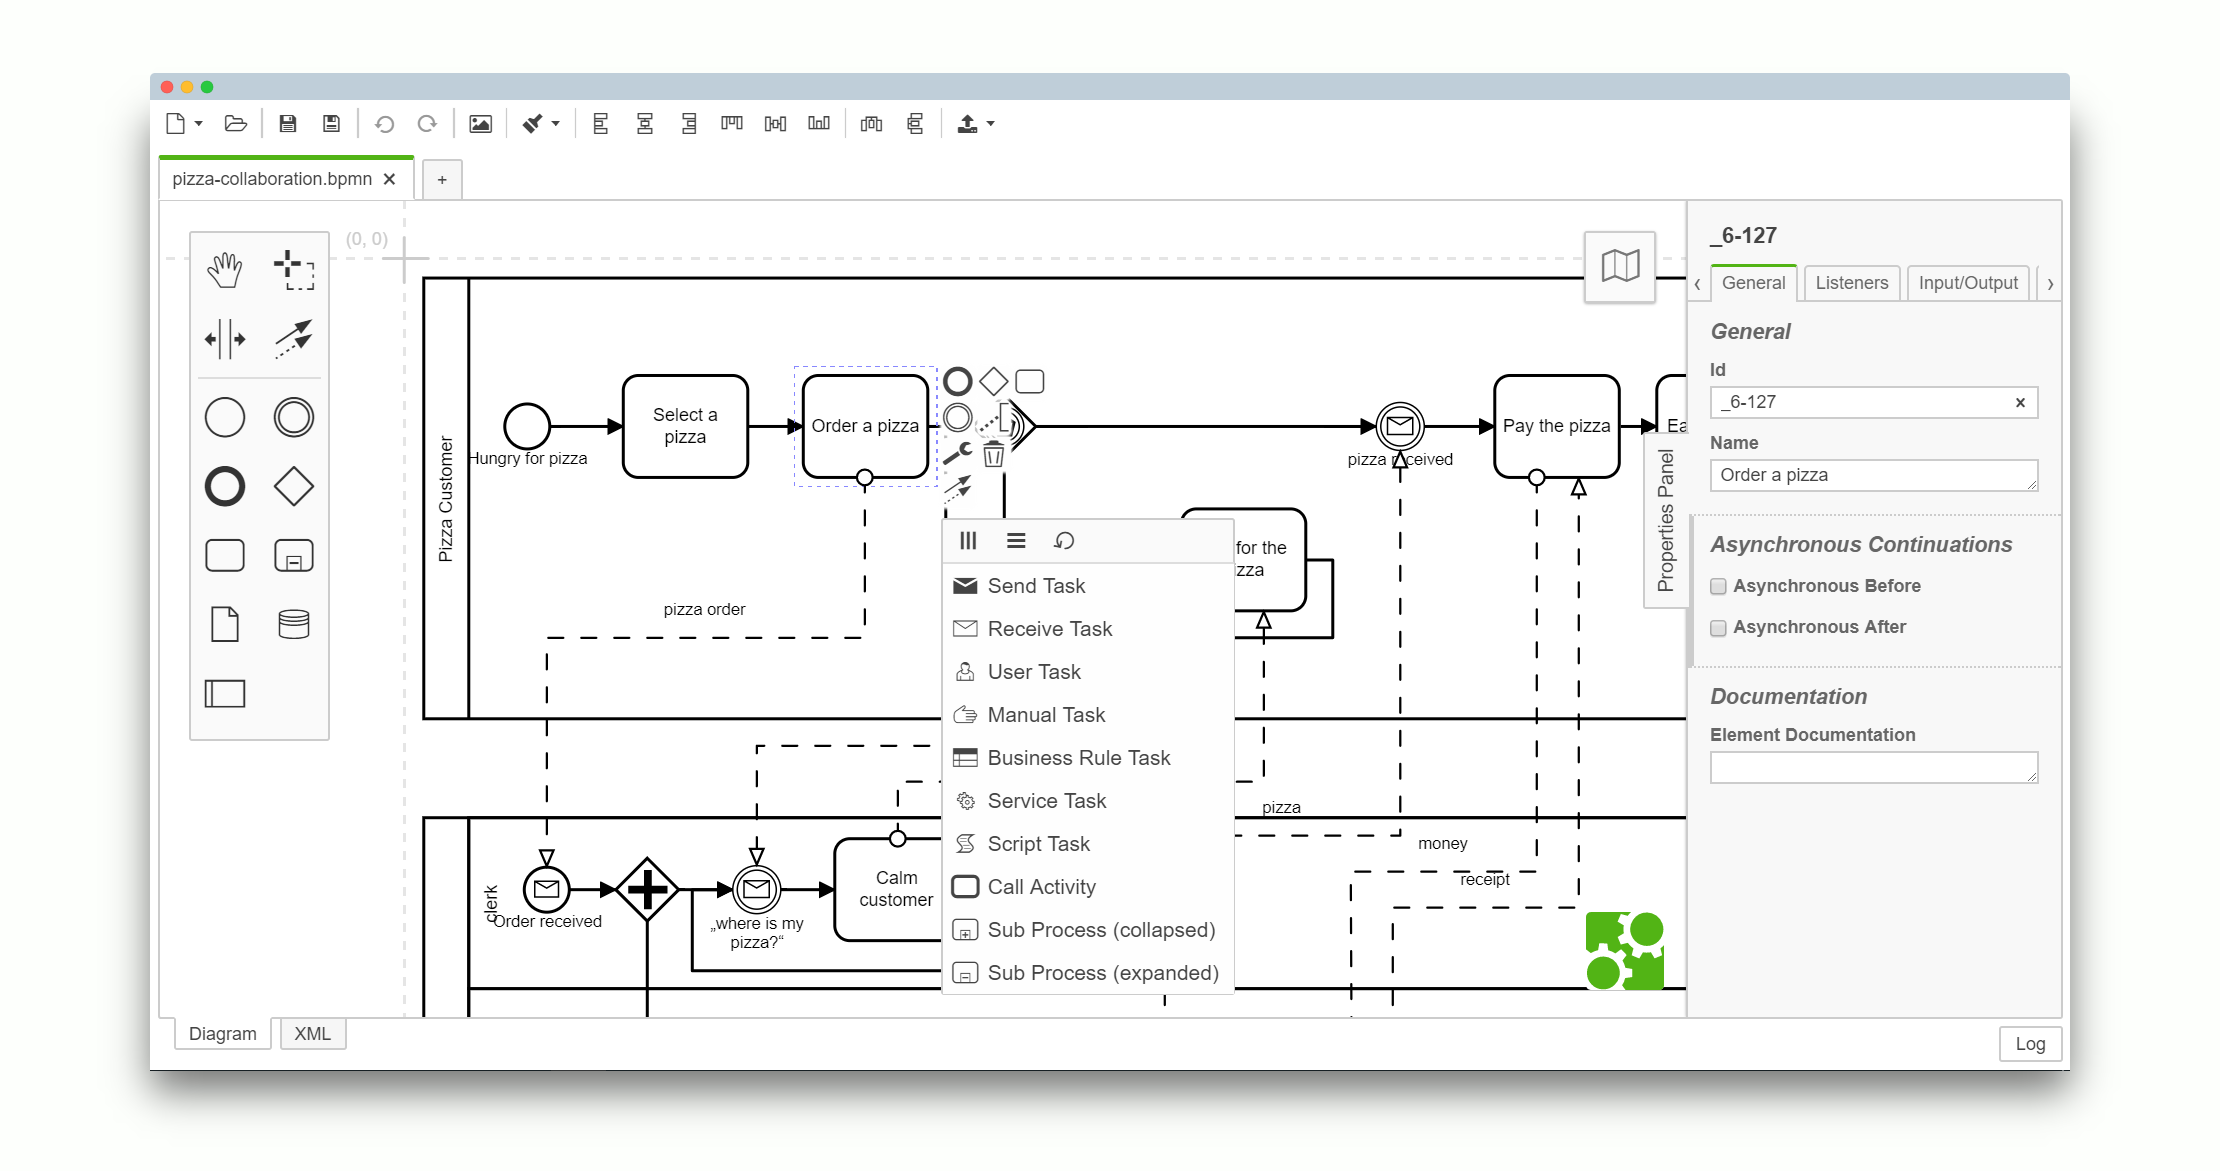 pizza-collaboration.bpmn
+
(0, 0)
_6-127
General
Listeners
Input/Output
General
Id
_6-127
Name
Order a pizza
Asynchronous Continuations
Asynchronous Before
Asynchronous After
Documentation
Element Documentation
Properties Panel
Pizza Customer
Hungry for pizza
Select a
pizza
Order a pizza
pizza received
Pay the pizza
Ea
for the
zza
pizza order
Send Task
Receive Task
User Task
Manual Task
Business Rule Task
Service Task
Script Task
Call Activity
Sub Process (collapsed)
Sub Process (expanded)
pizza
money
receipt
clerk
Order received
„where is my
pizza?“
Calm
customer
Diagram
XML
Log